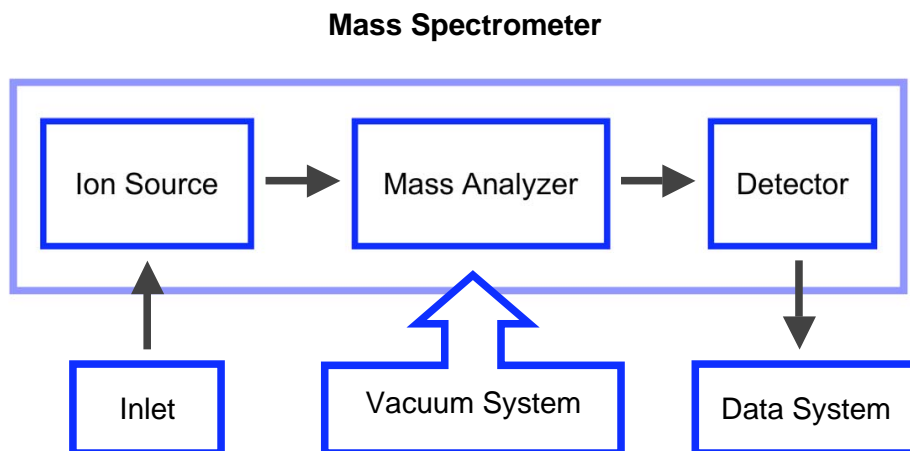 Mass Spectrometer
Ion Source
Mass Analyzer
Detector
Inlet
Vacuum System
Data System